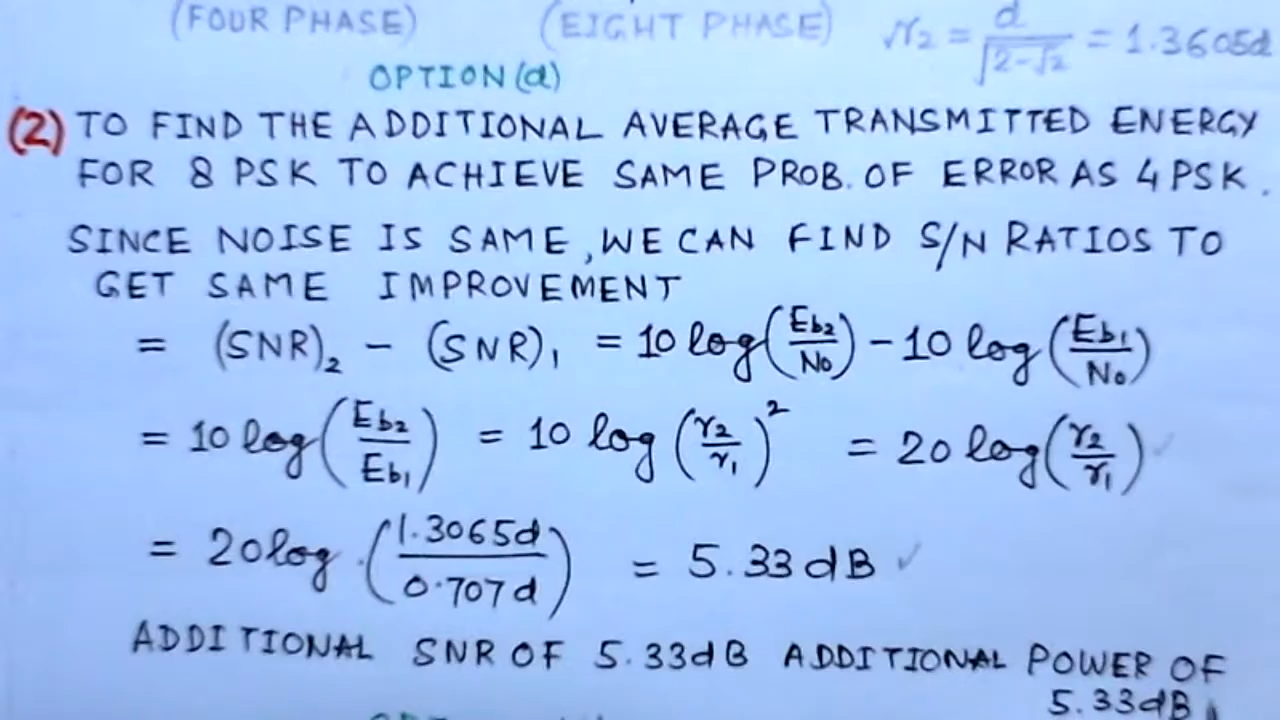 (FOUR PHASE) (EIGHT PHASE) r2 = d/√(2-√2) = 1.3605d
OPTION (d)
(2) TO FIND THE ADDITIONAL AVERAGE TRANSMITTED ENERGY
FOR 8 PSK TO ACHIEVE SAME PROB. OF ERROR AS 4 PSK.
SINCE NOISE IS SAME, WE CAN FIND S/N RATIOS TO
GET SAME IMPROVEMENT
= (SNR)₂ - (SNR)₁ = 10 log(Eb₂/No) - 10 log(Eb₁/No)
= 10 log(Eb₂/Eb₁) = 10 log(r₂/r₁)² = 20 log(r₂/r₁)
= 20 log(1.3065d/0.707d) = 5.33 dB
ADDITIONAL SNR OF 5.33dB ADDITIONAL POWER OF
5.33dB